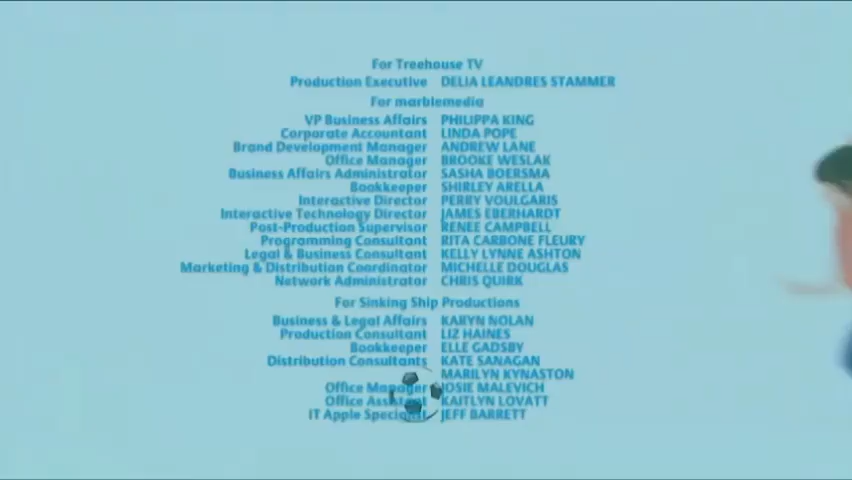 For Treehouse TV
Production Executive DELIA LEANDRES STAMMER
For marblemedia
VP Business Affairs PHILIPPA KING
Corporate Accountant LINDA POPE
Brand Development Manager ANDREW LANE
Office Manager BROOKE WESLAK
Business Affairs Administrator SASHA BOERSMA
Bookkeeper SHIRLEY ARELLA
Interactive Director PERRY VOULGARIS
Interactive Technology Director JAMES EBERHARDT
Post-Production Supervisor RENEE CAMPBELL
Programming Consultant RITA CARBONE FLEURY
Legal & Business Consultant KELLY LYNNE ASHTON
Marketing & Distribution Coordinator MICHELLE DOUGLAS
Network Administrator CHRIS QUIRK
For Sinking Ship Productions
Business & Legal Affairs KARYN NOLAN
Production Consultant LIZ HAINES
Bookkeeper ELLE GADSBY
Distribution Consultants KATE SANAGAN
MARILYN KYNASTON
Office Manager JOSIE MALEVICH
Office Assistant KAITLYN LOVATT
IT Apple Specialist JEFF BARRETT